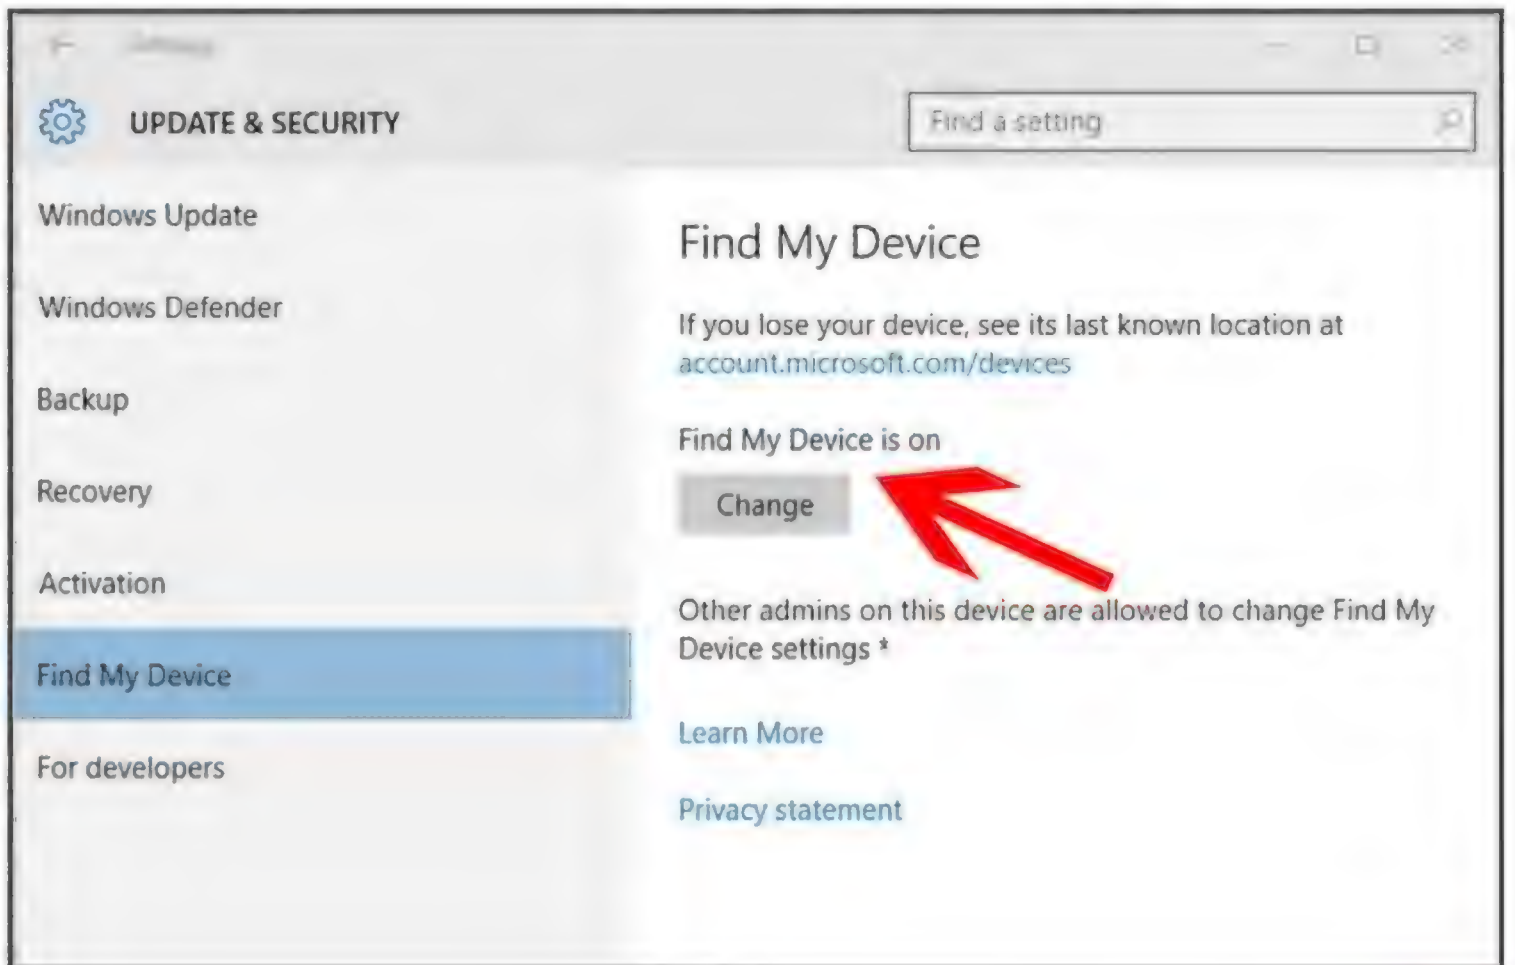 Settings
UPDATE & SECURITY
Find a setting
Windows Update
Windows Defender
Backup
Recovery
Activation
Find My Device
For developers
Find My Device
If you lose your device, see its last known location at
account.microsoft.com/devices
Find My Device is on
Change
Other admins on this device are allowed to change Find My
Device settings *
Learn More
Privacy statement